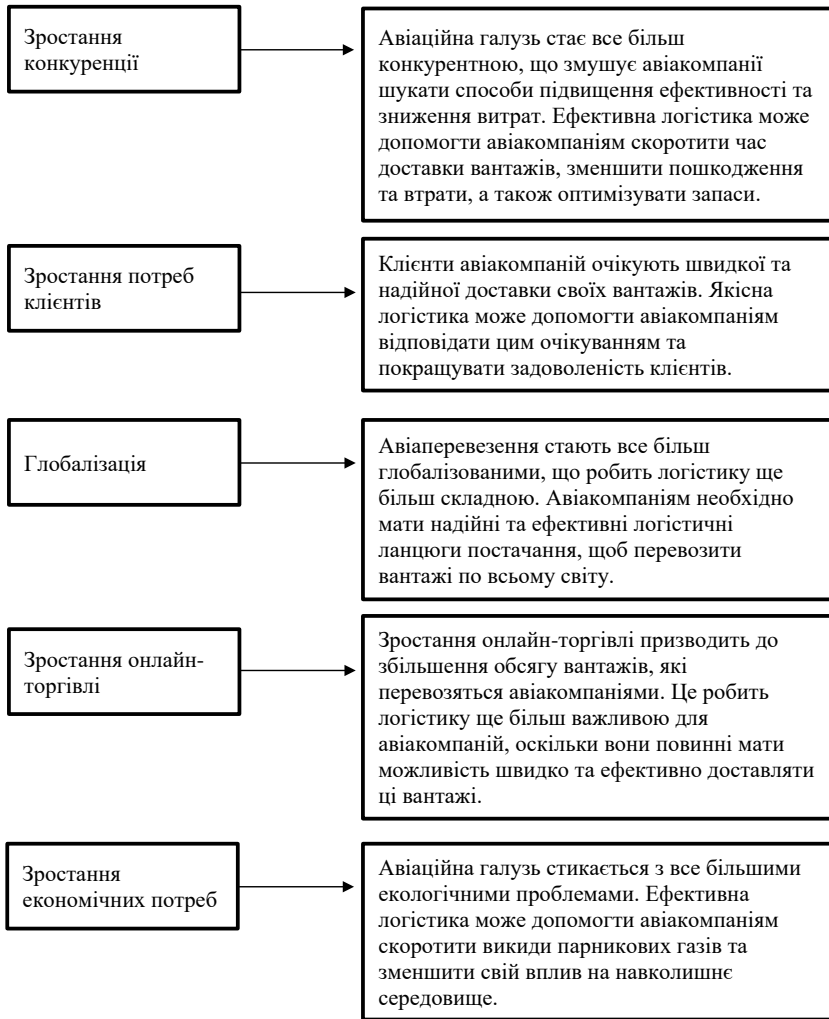 Зростання
конкуренції
Авіаційна галузь стає все більш
конкурентною, що змушує авіакомпанії
шукати способи підвищення ефективності та
зниження витрат. Ефективна логістика може
допомогти авіакомпаніям скоротити час
доставки вантажів, зменшити пошкодження
та втрати, а також оптимізувати запаси.
Зростання потреб
клієнтів
Клієнти авіакомпаній очікують швидкої та
надійної доставки своїх вантажів. Якісна
логістика може допомогти авіакомпаніям
відповідати цим очікуванням та
покращувати задоволеність клієнтів.
Глобалізація
Авіаперевезення стають все більш
глобалізованими, що робить логістику ще
більш складною. Авіакомпаніям необхідно
мати надійні та ефективні логістичні
ланцюги постачання, щоб перевозити
вантажі по всьому світу.
Зростання онлайн-
торгівлі
Зростання онлайн-торгівлі призводить до
збільшення обсягу вантажів, які
перевозяться авіакомпаніями. Це робить
логістику ще більш важливою для
авіакомпаній, оскільки вони повинні мати
можливість швидко та ефективно доставляти
ці вантажі.
Зростання
економічних потреб
Авіаційна галузь стикається з все більшими
екологічними проблемами. Ефективна
логістика може допомогти авіакомпаніям
скоротити викиди парникових газів та
зменшити свій вплив на навколишнє
середовище.